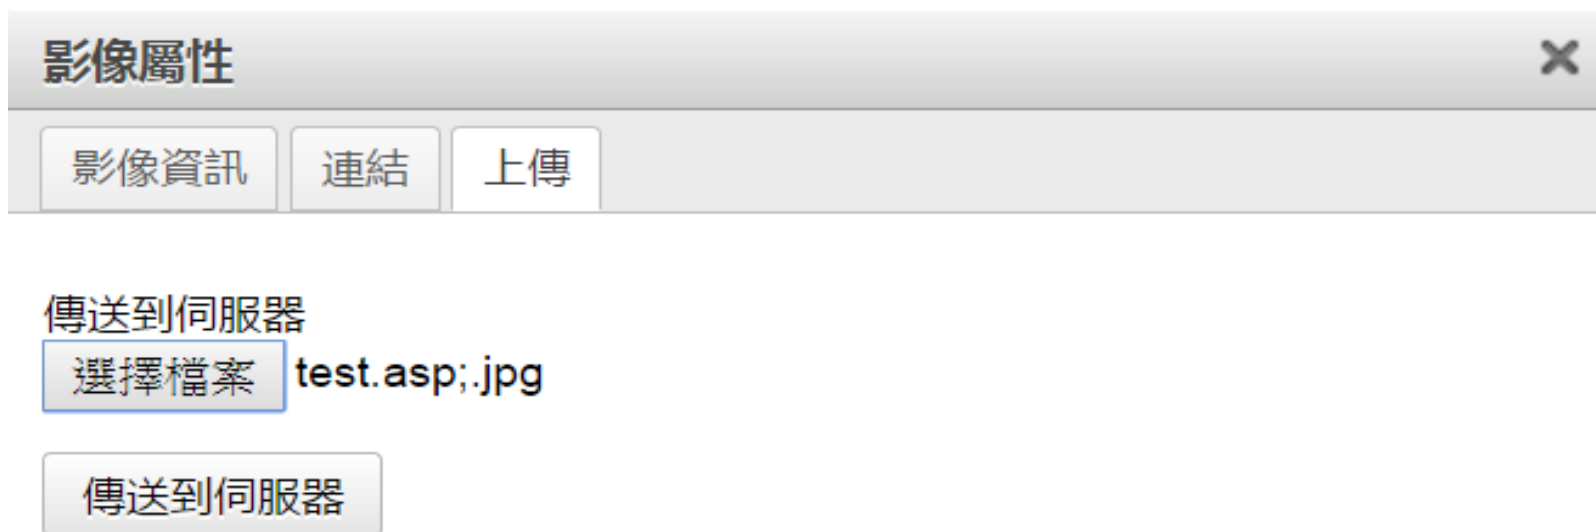 影像屬性
影像資訊 連結 上傳
傳送到伺服器
選擇檔案 test.asp;.jpg
傳送到伺服器